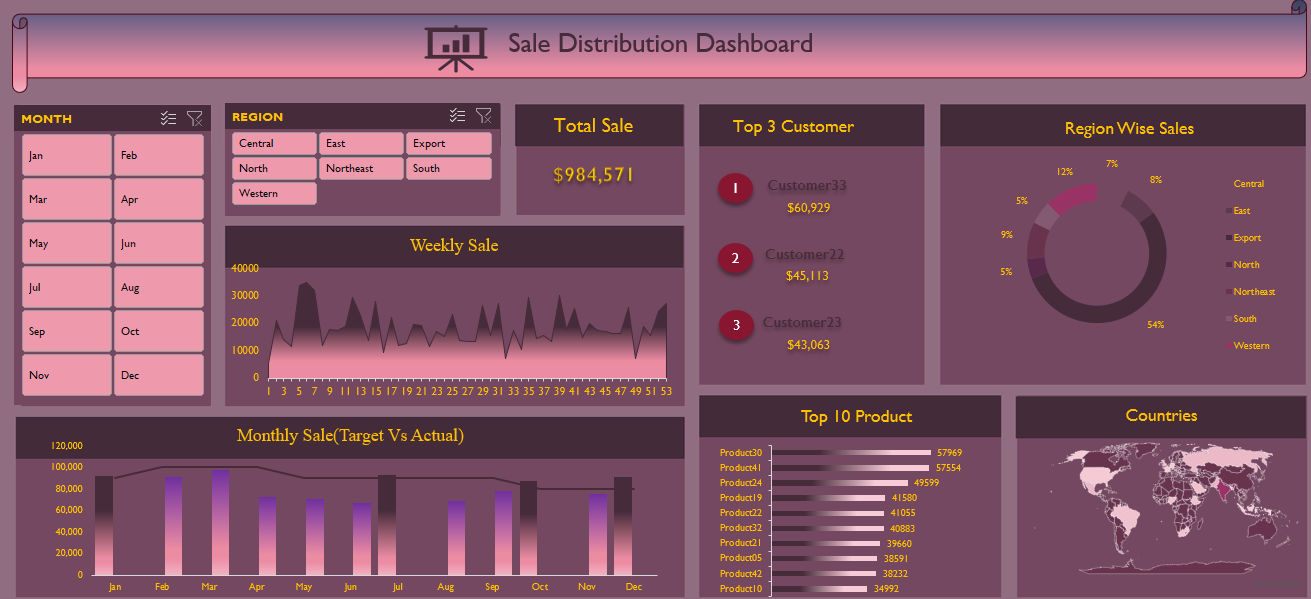 Sale Distribution Dashboard
MONTH
Jan Feb
Mar Apr
May Jun
Jul Aug
Sep Oct
Nov Dec
REGION
Central East Export
North Northeast South
Western
Total Sale
$984,571
Top 3 Customer
1 Customer33
$60,929
2 Customer22
$45,113
3 Customer23
$43,063
Region Wise Sales
7%
12%
8%
5%
9%
5%
54%
Central
East
Export
North
Northeast
South
Western
Weekly Sale
40000
30000
20000
10000
0
1 3 5 7 9 11 13 15 17 19 21 23 25 27 29 31 33 35 37 39 41 43 45 47 49 51 53
Monthly Sale(Target Vs Actual)
120,000
100,000
80,000
60,000
40,000
20,000
0
Jan Feb Mar Apr May Jun Jul Aug Sep Oct Nov Dec
Top 10 Product
Product30 57969
Product41 57554
Product24 49599
Product19 41580
Product22 41055
Product32 40883
Product21 39660
Product05 38591
Product42 38232
Product10 34992
Countries